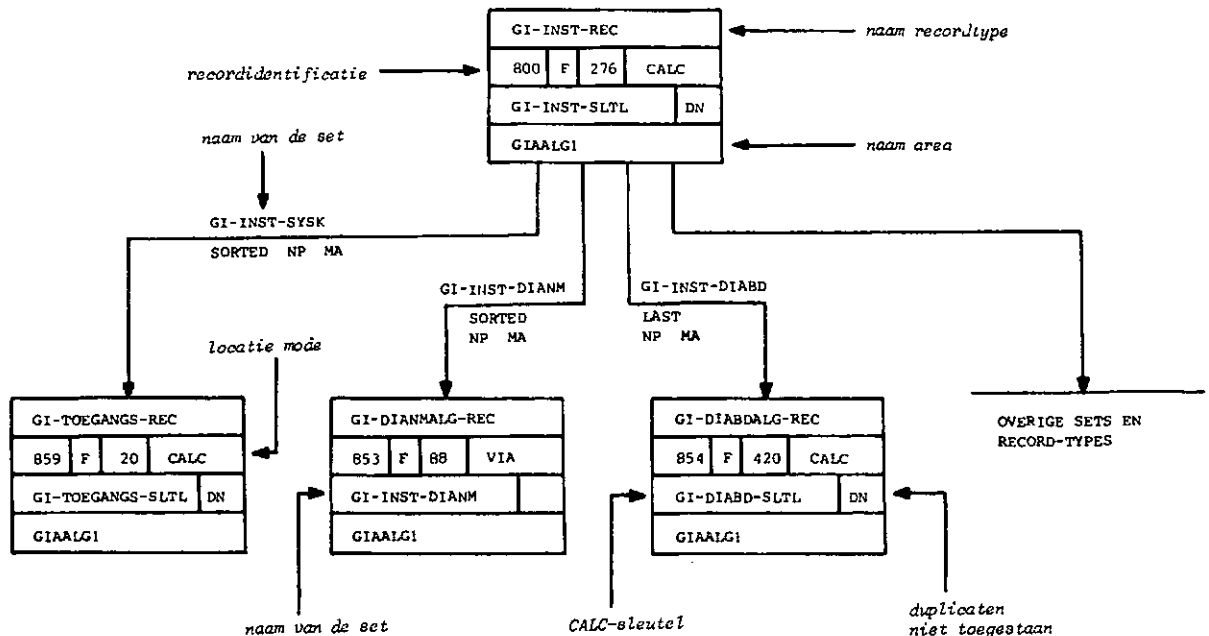 GI-INST-REC
naam recordtype
recordidentificatie
800 F 276 CALC
GI-INST-SLTL DN
naam van de set
GIAALG1
naam area
GI-INST-SYSK
SORTED NP MA
GI-INST-DIANM
SORTED
NP MA
GI-INST-DIABD
LAST
NP MA
locatie mode
GI-TOEGANGS-REC
859 F 20 CALC
GI-TOEGANGS-SLTL DN
GIAALG1
GI-DIANMALG-REC
853 F 88 VIA
GI-INST-DIANM
GIAALG1
GI-DIABDALG-REC
854 F 420 CALC
GI-DIABD-SLTL DN
GIAALG1
OVERIGE SETS EN
RECORD-TYPES
naam van de set
CALC-sleutel
duplicaten
niet toegestaan